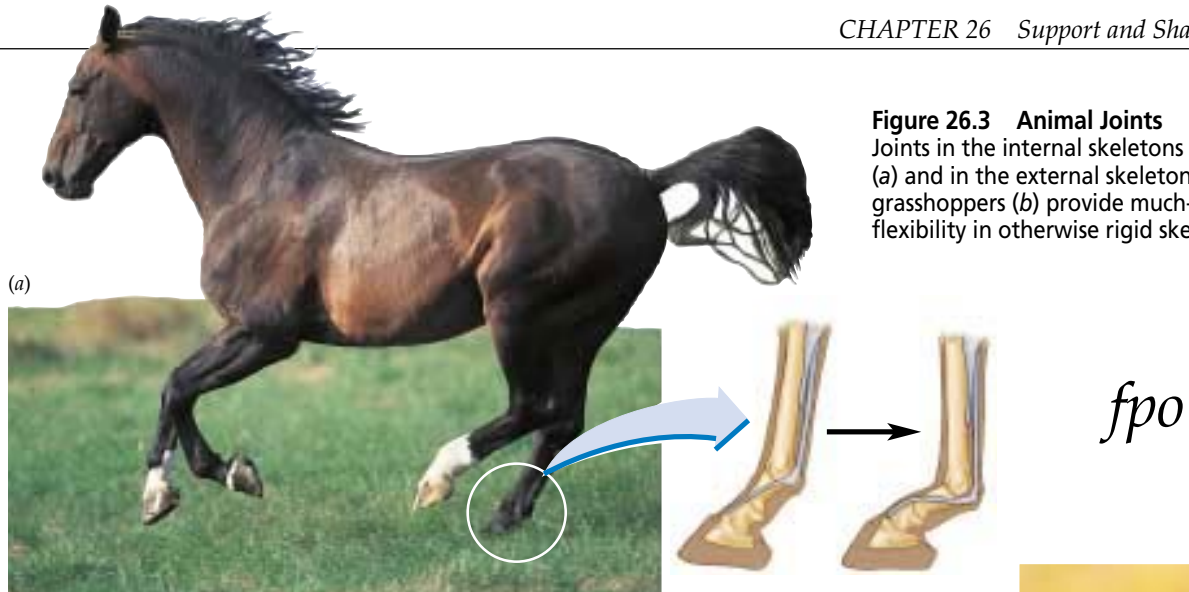 CHAPTER 26 Support and Sha
Figure 26.3 Animal Joints
Joints in the internal skeletons
(a) and in the external skeleton
grasshoppers (b) provide much-
flexibility in otherwise rigid ske
(a)
fpo